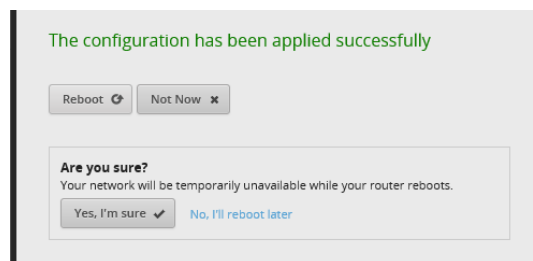 The configuration has been applied successfully
Reboot Not Now
Are you sure?
Your network will be temporarily unavailable while your router reboots.
Yes, I'm sure No, I'll reboot later